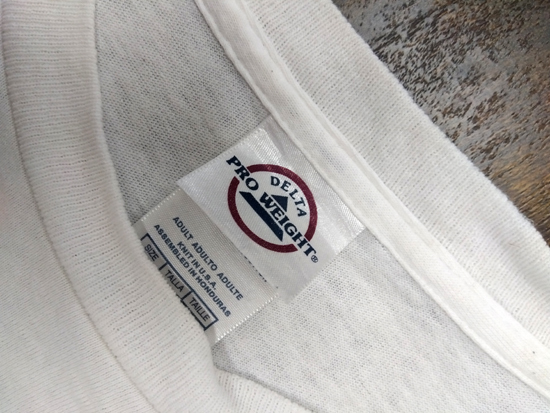 DELTA
PRO WEIGHT®
ADULT ADULTO ADULTE
KNIT IN U.S.A.
ASSEMBLED IN HONDURAS
SIZE TALLA TAILLE